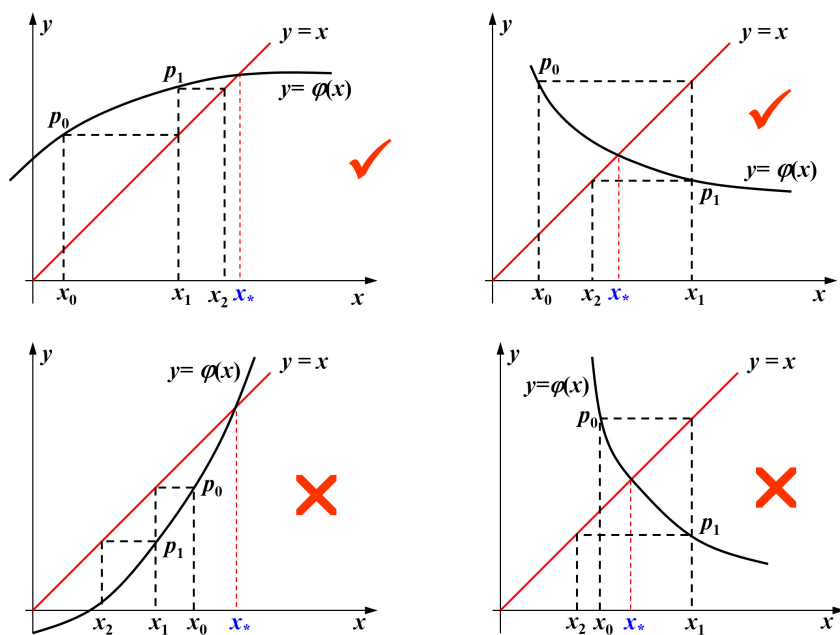 y
y = x
p₁
y= φ(x)
p₀
x₀
x₁
x₂
x*
x
y
y = x
p₀
y= φ(x)
p₁
x₀
x₂
x*
x₁
x
y
y= φ(x)
y = x
p₀
p₁
x₂
x₁
x₀
x*
x
y
y = x
y=φ(x)
p₀
p₁
x₂
x₀
x*
x₁
x